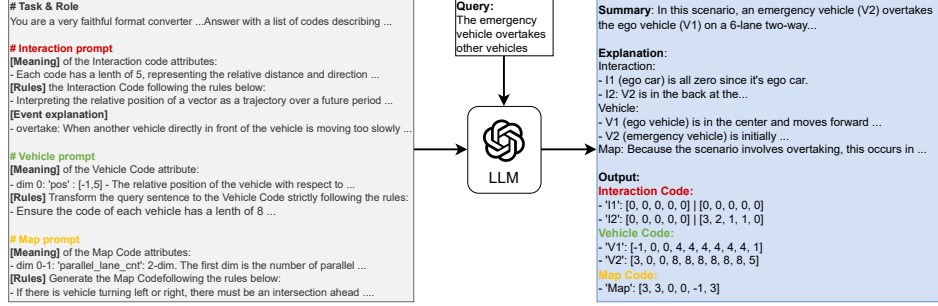 # Task & Role
You are a very faithful format converter ...Answer with a list of codes describing ...
# Interaction prompt
[Meaning] of the Interaction code attributes:
- Each code has a lenth of 5, representing the relative distance and direction ...
[Rules] the Interaction Code following the rules below:
- Interpreting the relative position of a vector as a trajectory over a future period ...
[Event explanation]
- overtake: When another vehicle directly in front of the vehicle is moving too slowly ...
# Vehicle prompt
[Meaning] of the Vehicle Code attribute:
- dim 0: 'pos' : [-1,5] - The relative position of the vehicle with respect to ...
[Rules] Transform the query sentence to the Vehicle Code strictly following the rules:
- Ensure the code of each vehicle has a lenth of 8 ...
# Map prompt
[Meaning] of the Map Code attributes:
- dim 0-1: 'parallel_lane_cnt': 2-dim. The first dim is the number of parallel ...
[Rules] Generate the Map Codefollowing the rules below:
- If there is vehicle turning left or right, there must be an intersection ahead ....
Query:
The emergency
vehicle overtakes
other vehicles
LLM
Summary: In this scenario, an emergency vehicle (V2) overtakes
the ego vehicle (V1) on a 6-lane two-way...
Explanation:
Interaction:
- I1 (ego car) is all zero since it's ego car.
- I2: V2 is in the back at the...
Vehicle:
- V1 (ego vehicle) is in the center and moves forward ...
- V2 (emergency vehicle) is initially ...
Map: Because the scenario involves overtaking, this occurs in ...
Output:
Interaction Code:
- 'I1': [0, 0, 0, 0, 0] | [0, 0, 0, 0, 0]
- 'I2': [0, 0, 0, 0, 0] | [3, 2, 1, 1, 0]
Vehicle Code:
- 'V1': [-1, 0, 0, 4, 4, 4, 4, 4, 4, 1]
- 'V2': [3, 0, 0, 8, 8, 8, 8, 8, 8, 5]
Map Code:
- 'Map': [3, 3, 0, 0, -1, 3]